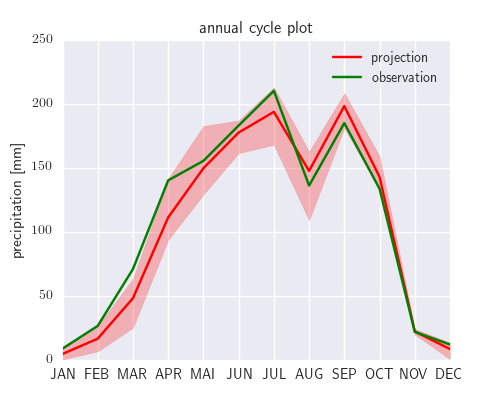 annual cycle plot
250
200
150
100
50
0
precipitation [mm]
projection
observation
JAN FEB MAR APR MAI JUN JUL AUG SEP OCT NOV DEC